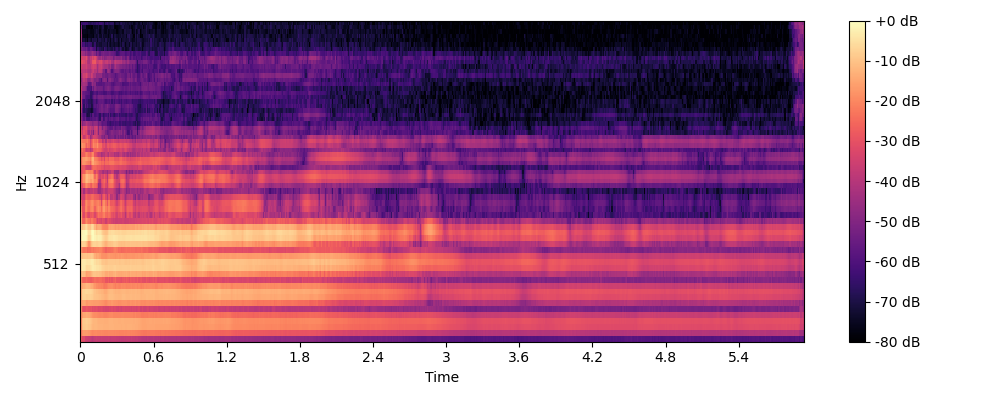 +0 dB
-10 dB
2048
-20 dB
-30 dB
Hz
1024
-40 dB
-50 dB
512
-60 dB
-70 dB
-80 dB
0 0.6 1.2 1.8 2.4 3 3.6 4.2 4.8 5.4
Time